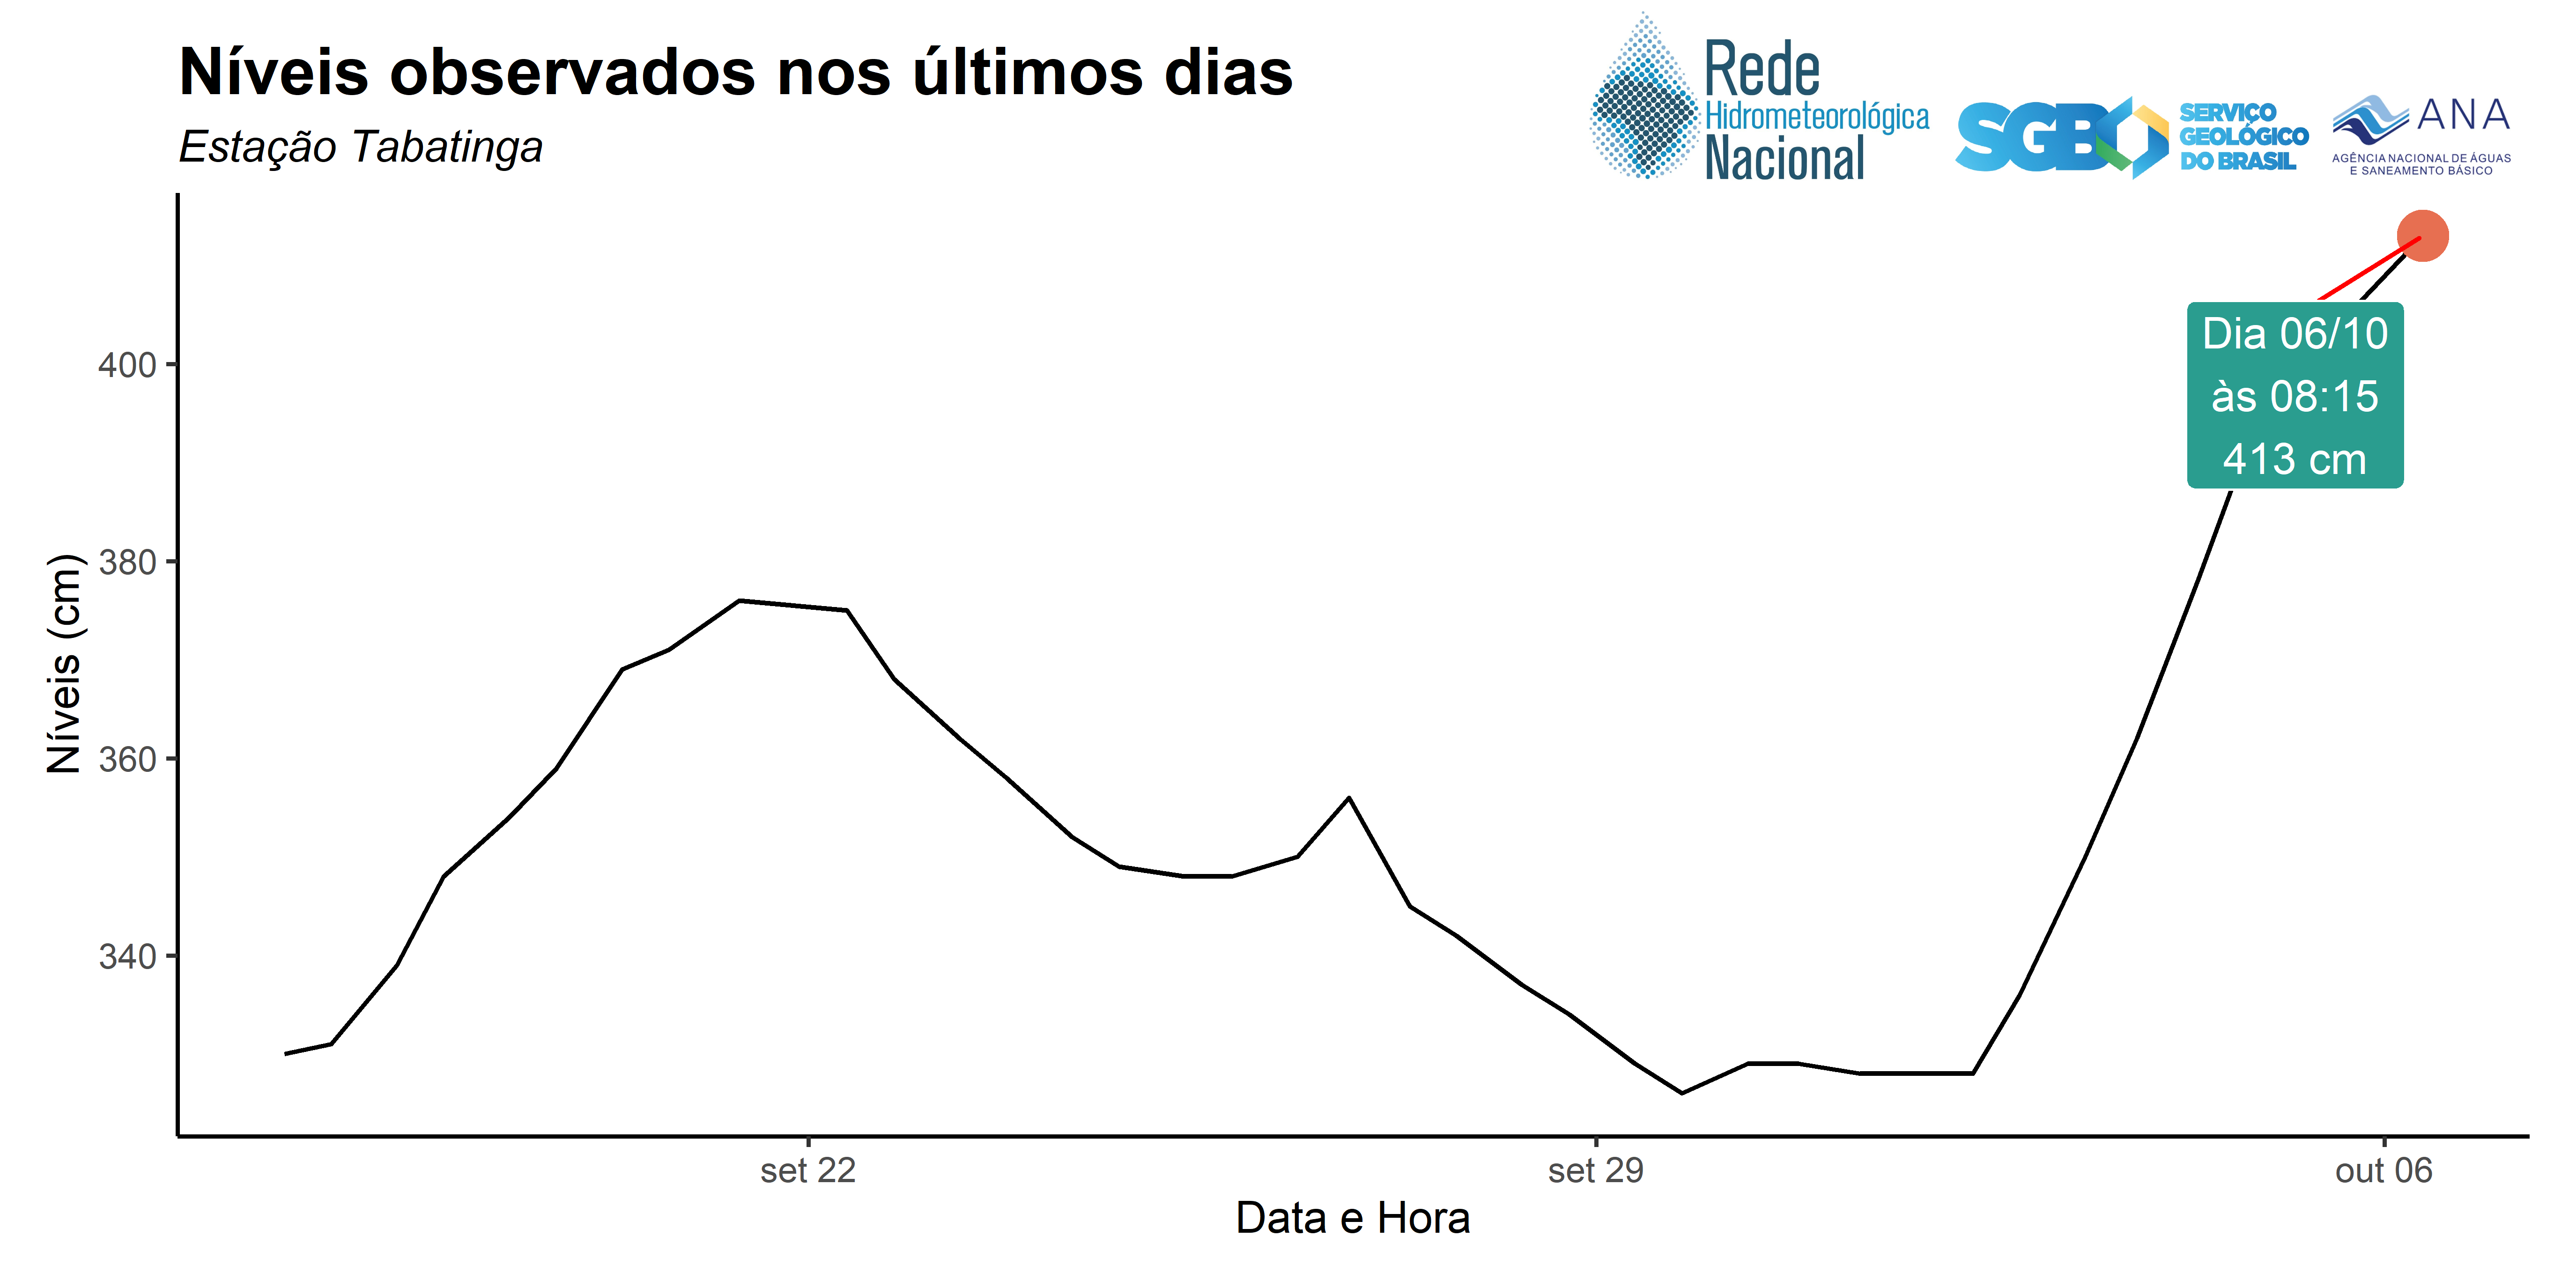 Níveis observados nos últimos dias
Estação Tabatinga
Rede
Hidrometeorológica
Nacional
SGB
SERVIÇO
GEOLÓGICO
DO BRASIL
ANA
AGÊNCIA NACIONAL DE ÁGUAS
E SANEAMENTO BÁSICO
Níveis (cm)
400
380
360
340
Dia 06/10
às 08:15
413 cm
set 22
set 29
out 06
Data e Hora